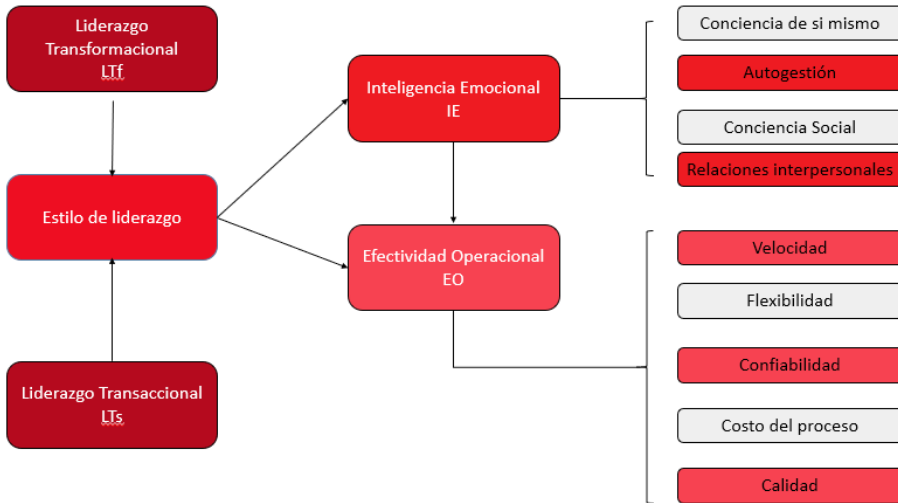 Liderazgo
Transformacional
LTf
Estilo de liderazgo
Liderazgo Transaccional
LTs
Inteligencia Emocional
IE
Efectividad Operacional
EO
Conciencia de si mismo
Autogestión
Conciencia Social
Relaciones interpersonales
Velocidad
Flexibilidad
Confiabilidad
Costo del proceso
Calidad